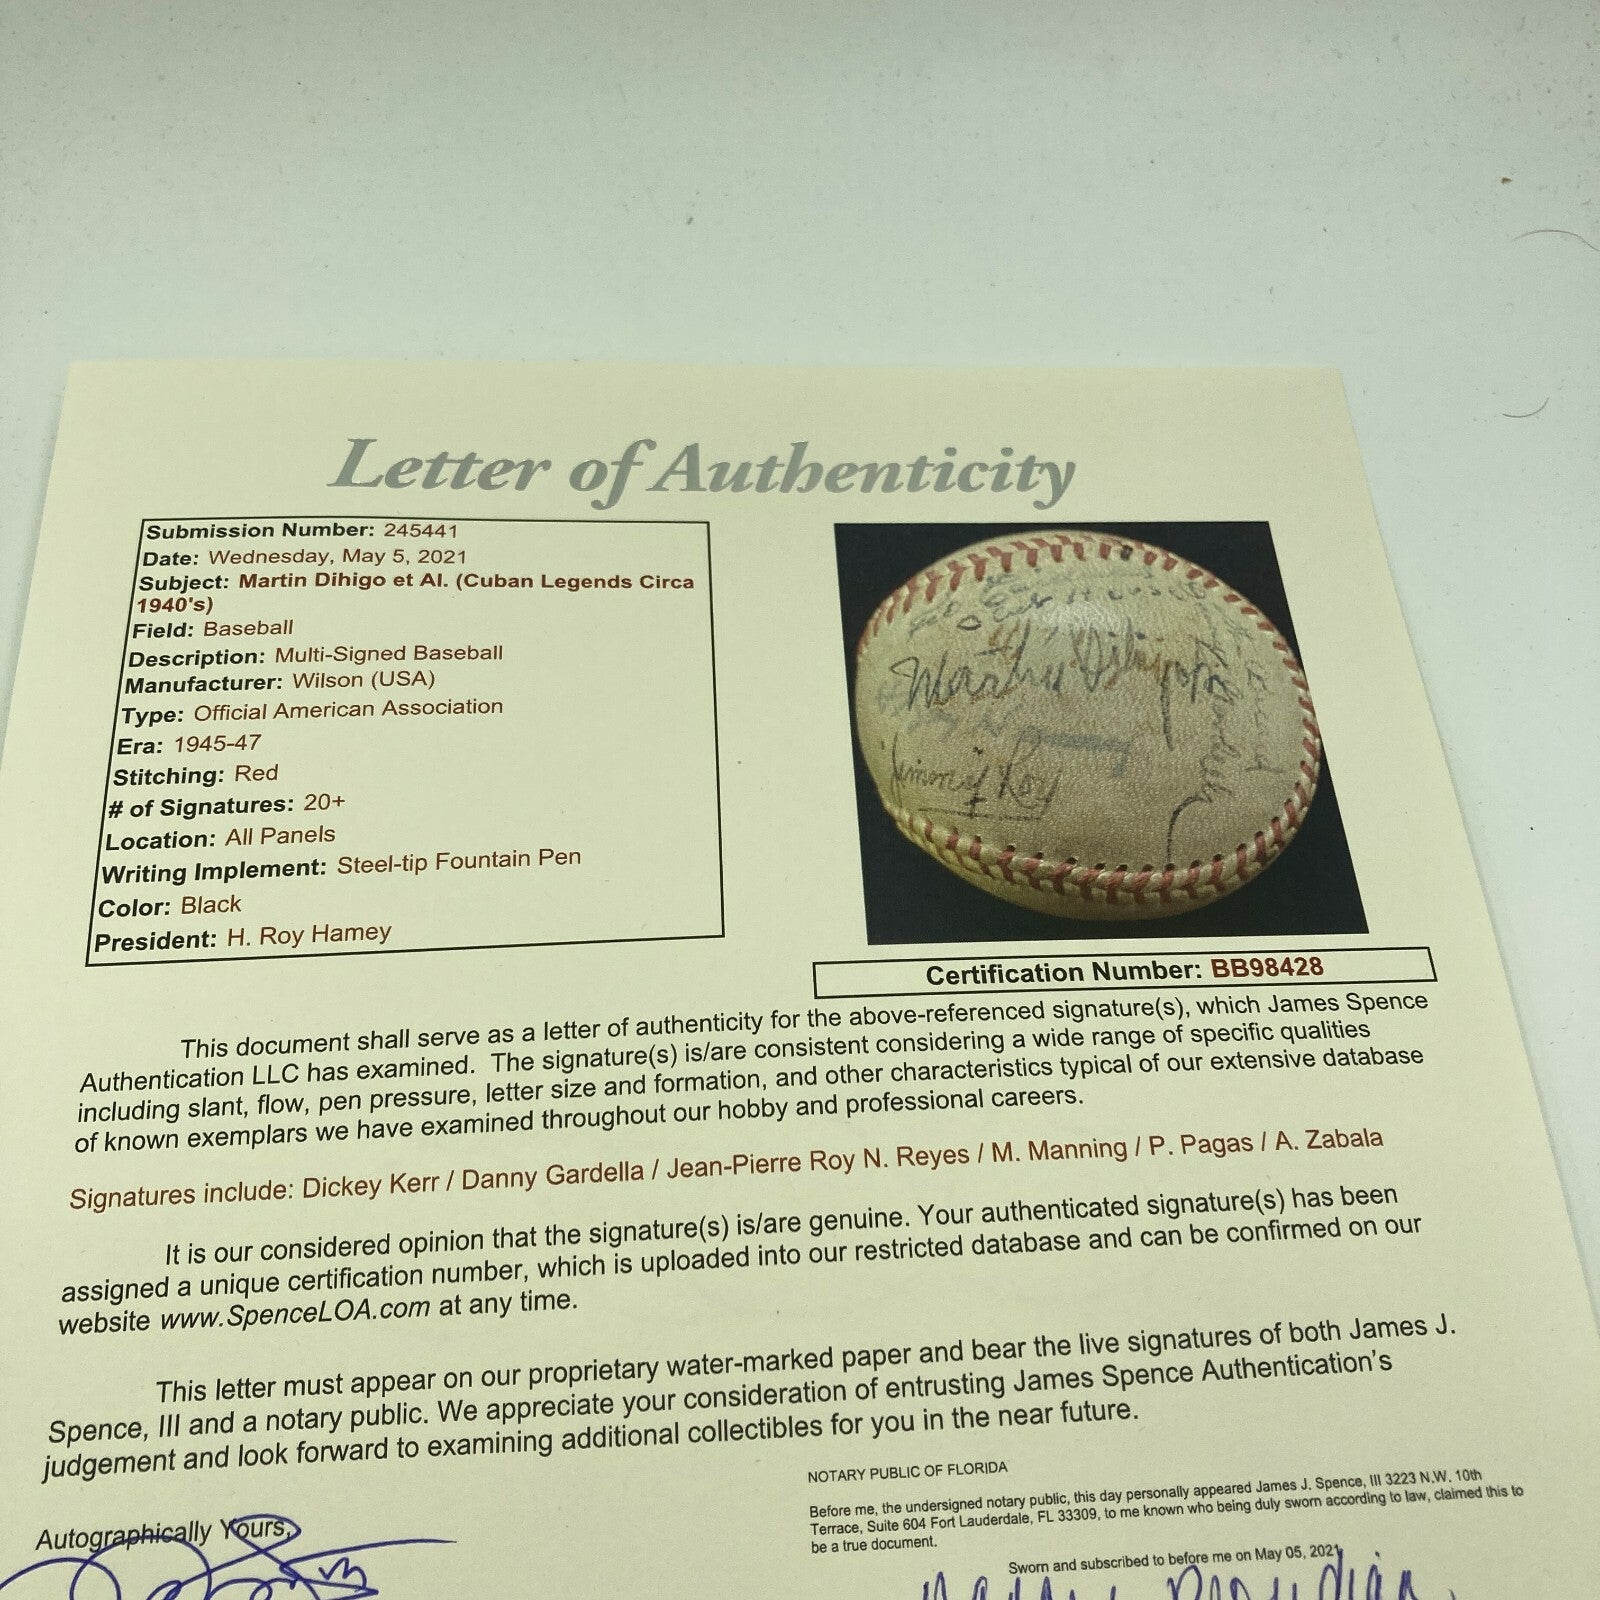 Letter of Authenticity
Submission Number: 245441
Date: Wednesday, May 5, 2021
Subject: Martin Dihigo et Al. (Cuban Legends Circa
1940's)
Field: Baseball
Description: Multi-Signed Baseball
Manufacturer: Wilson (USA)
Type: Official American Association
Era: 1945-47
Stitching: Red
# of Signatures: 20+
Location: All Panels
Writing Implement: Steel-tip Fountain Pen
Color: Black
President: H. Roy Hamey
Martin Dihigo
Jimmy Roy
Certification Number: BB98428
This document shall serve as a letter of authenticity for the above-referenced signature(s), which James Spence
Authentication LLC has examined. The signature(s) is/are consistent considering a wide range of specific qualities
including slant, flow, pen pressure, letter size and formation, and other characteristics typical of our extensive database
of known exemplars we have examined throughout our hobby and professional careers.
Signatures include: Dickey Kerr / Danny Gardella / Jean-Pierre Roy N. Reyes / M. Manning / P. Pagas / A. Zabala
It is our considered opinion that the signature(s) is/are genuine. Your authenticated signature(s) has been
assigned a unique certification number, which is uploaded into our restricted database and can be confirmed on our
website www.SpenceLOA.com at any time.
This letter must appear on our proprietary water-marked paper and bear the live signatures of both James J.
Spence, III and a notary public. We appreciate your consideration of entrusting James Spence Authentication's
judgement and look forward to examining additional collectibles for you in the near future.
Autographically Yours,
NOTARY PUBLIC OF FLORIDA
Before me, the undersigned notary public, this day personally appeared James J. Spence, III 3223 N.W. 10th
Terrace, Suite 604 Fort Lauderdale, FL 33309, to me known who being duly sworn according to law, claimed this to
be a true document.
Sworn and subscribed to before me on May 05, 2021